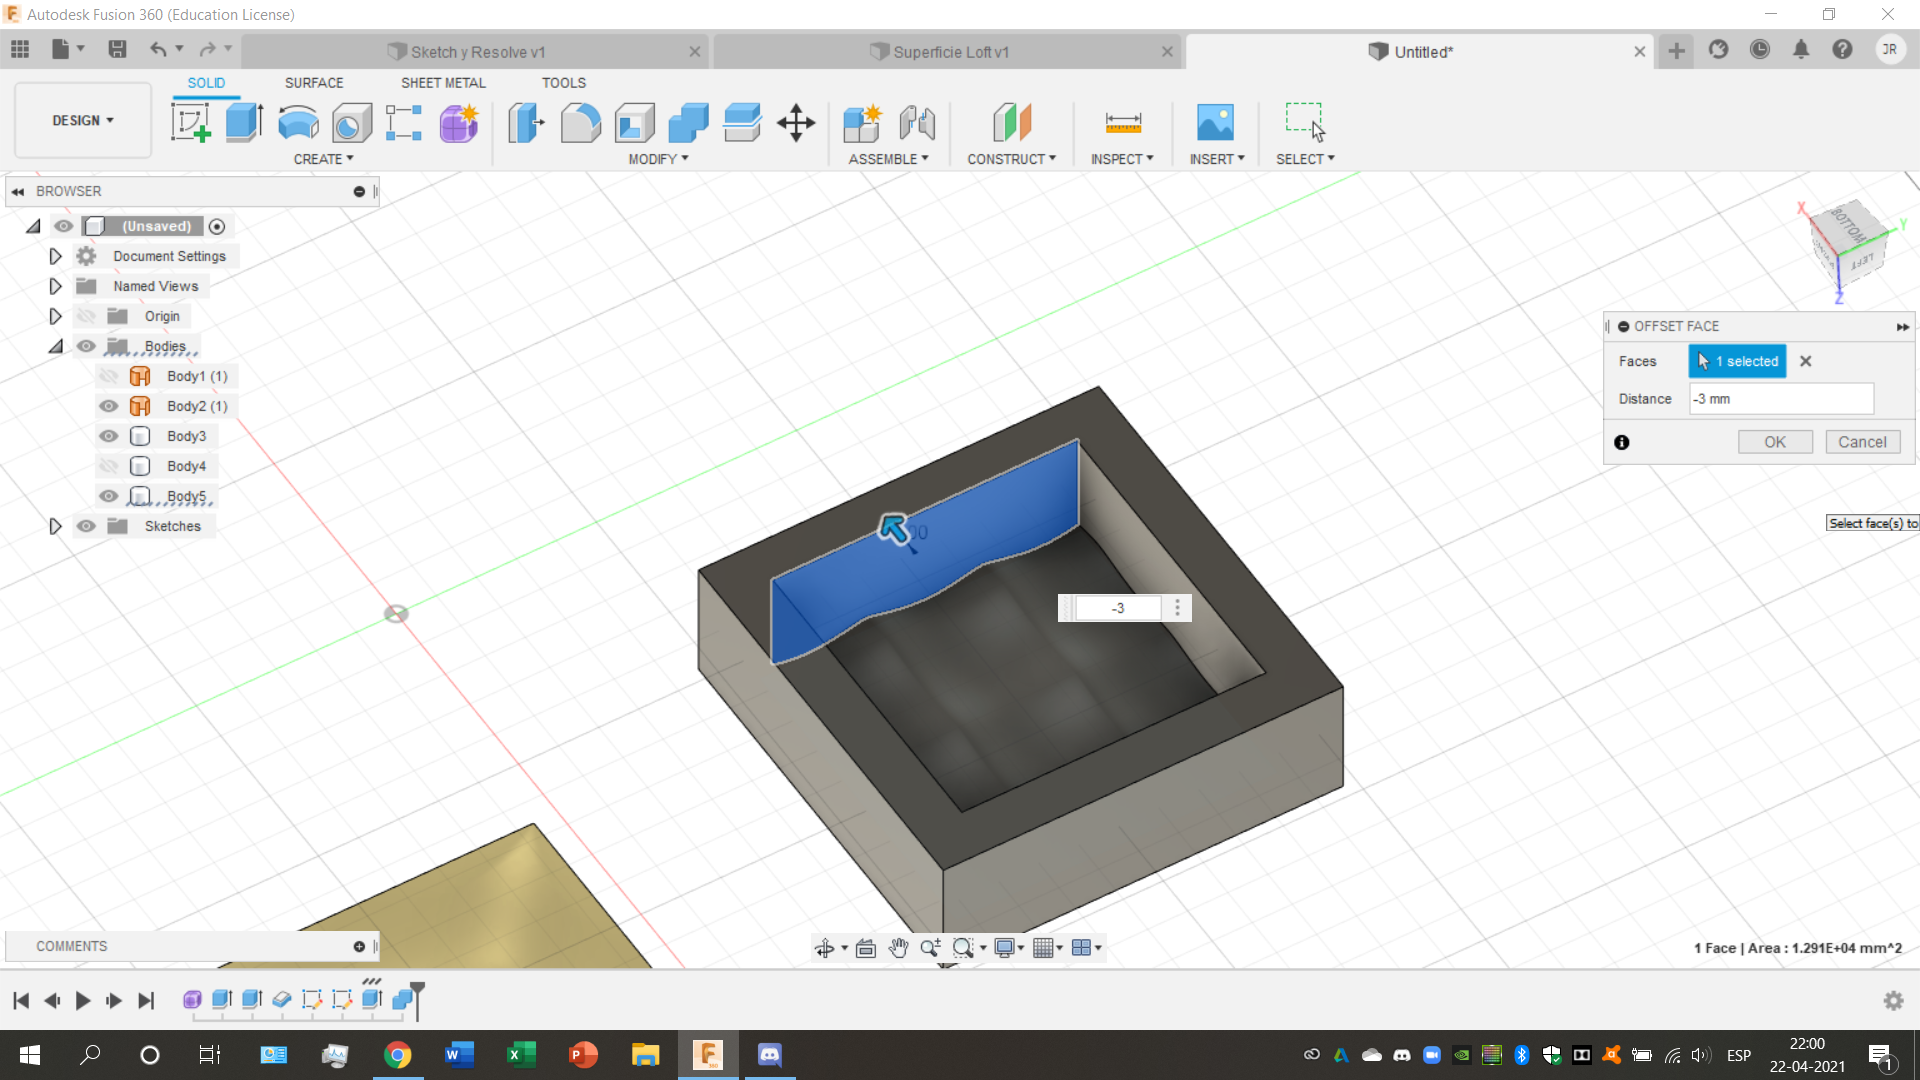 Autodesk Fusion 360 (Education License)
Sketch y Resolve v1
Superficie Loft v1
Untitled*
JR
SOLID
SURFACE
SHEET METAL
TOOLS
DESIGN
CREATE
MODIFY
ASSEMBLE
CONSTRUCT
INSPECT
INSERT
SELECT
BROWSER
(Unsaved)
Document Settings
Named Views
Origin
Bodies
Body1 (1)
Body2 (1)
Body3
Body4
Body5
Sketches
X
Y
Z
BOTTOM
LEFT
OFFSET FACE
Faces
1 selected
Distance
-3 mm
OK
Cancel
Select face(s) to
-3
COMMENTS
1 Face | Area : 1.291E+04 mm^2
ESP
22:00
22-04-2021
1